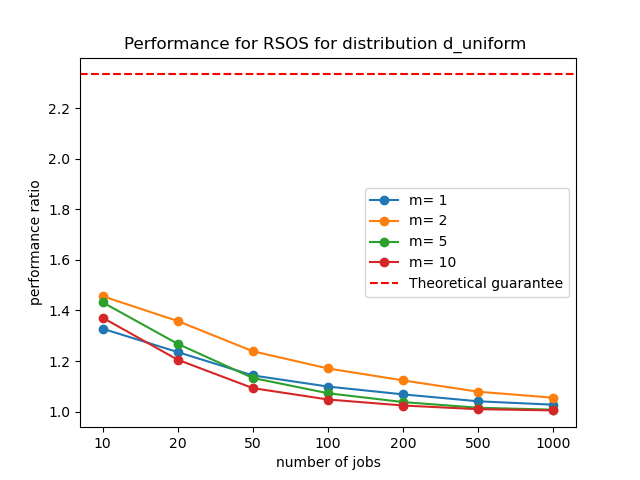 Performance for RSOS for distribution d_uniform
performance ratio
2.2
2.0
1.8
1.6
1.4
1.2
1.0
m= 1
m= 2
m= 5
m= 10
Theoretical guarantee
10 20 50 100 200 500 1000
number of jobs